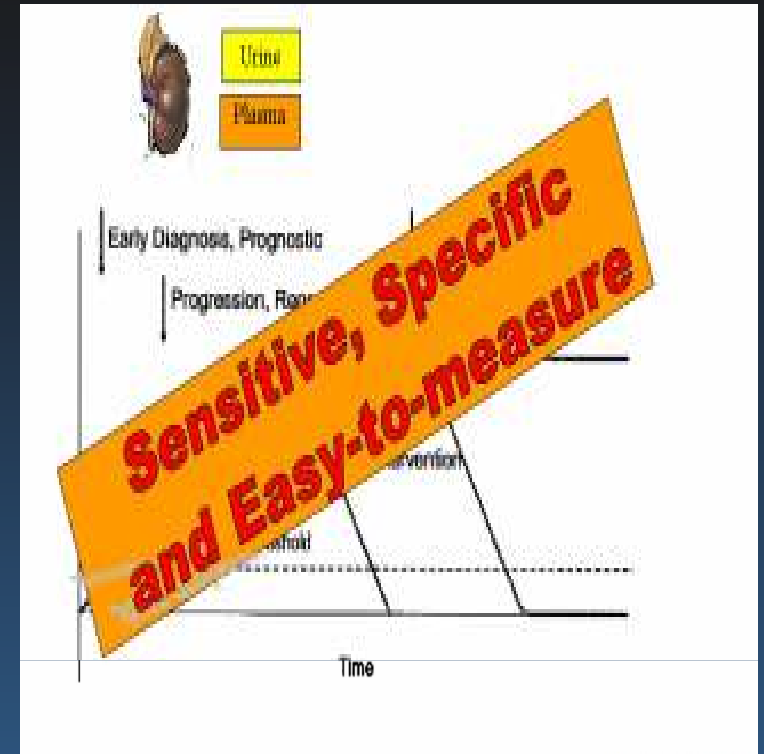 Urine
Plasma
Early Diagnosis, Prognostic
Progression,
Sensitive, Specific
and Easy-to-measure
Time